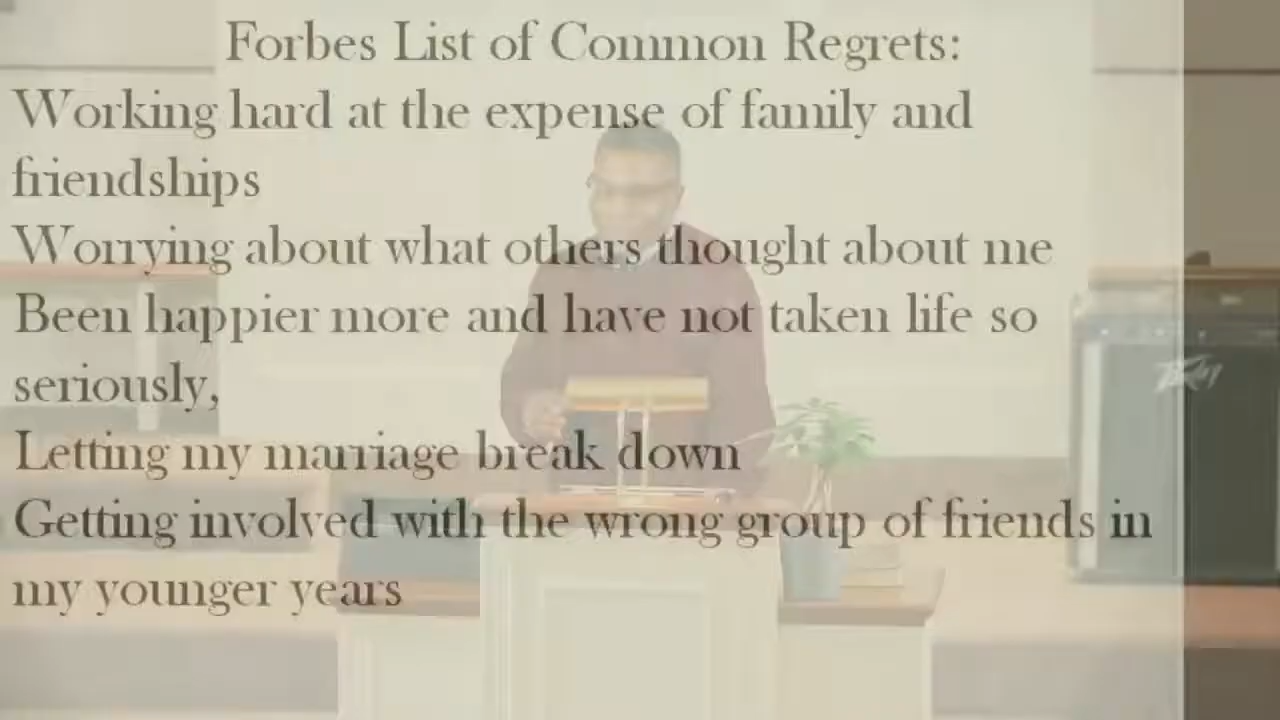 Forbes List of Common Regrets:
Working hard at the expense of family and
friendships
Worrying about what others thought about me
Been happier more and have not taken life so
seriously,
Letting my marriage break down
Getting involved with the wrong group of friends in
my younger years
Peavey